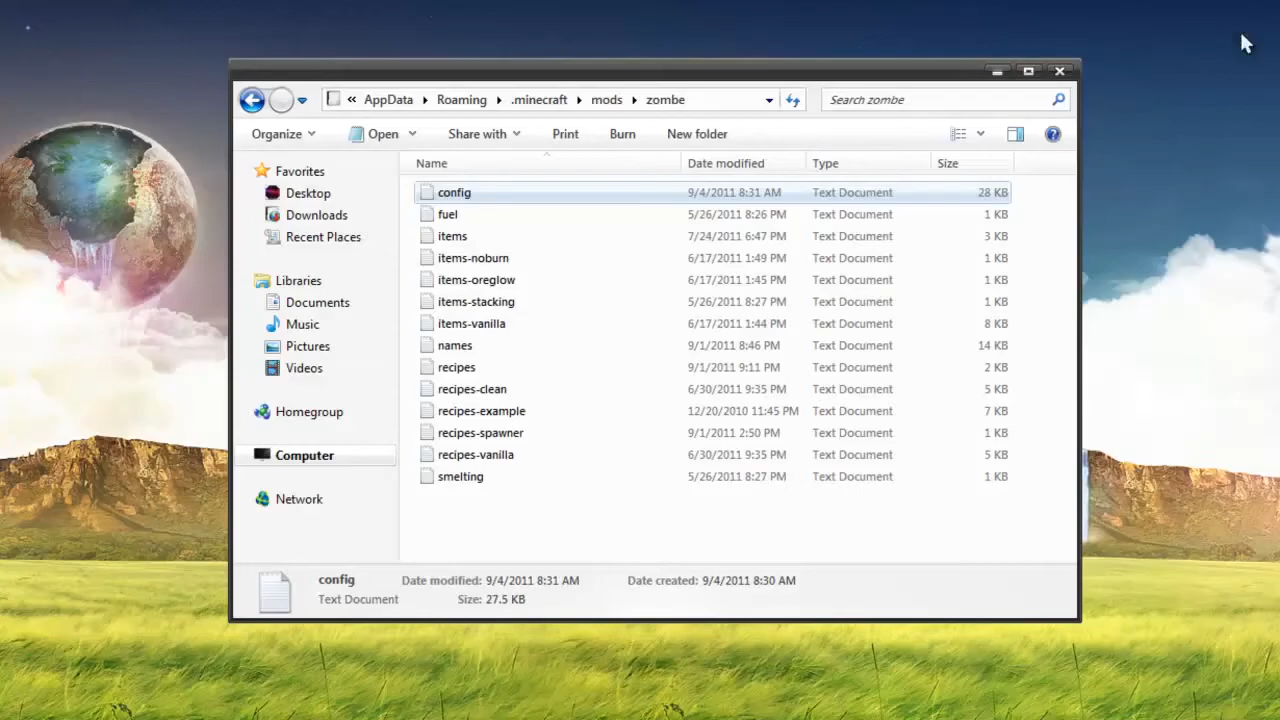 « AppData Roaming .minecraft mods zombe Search zombe
Organize Open Share with Print Burn New folder
Name Date modified Type Size
Favorites
Desktop
Downloads
Recent Places
Libraries
Documents
Music
Pictures
Videos
Homegroup
Computer
Network
config 9/4/2011 8:31 AM Text Document 28 KB
fuel 5/26/2011 8:26 PM Text Document 1 KB
items 7/24/2011 6:47 PM Text Document 3 KB
items-noburn 6/17/2011 1:49 PM Text Document 1 KB
items-oreglow 6/17/2011 1:45 PM Text Document 1 KB
items-stacking 5/26/2011 8:27 PM Text Document 1 KB
items-vanilla 6/17/2011 1:44 PM Text Document 8 KB
names 9/1/2011 8:46 PM Text Document 14 KB
recipes 9/1/2011 9:11 PM Text Document 2 KB
recipes-clean 6/30/2011 9:35 PM Text Document 5 KB
recipes-example 12/20/2010 11:45 PM Text Document 7 KB
recipes-spawner 9/1/2011 2:50 PM Text Document 1 KB
recipes-vanilla 6/30/2011 9:35 PM Text Document 5 KB
smelting 5/26/2011 8:27 PM Text Document 1 KB
config Date modified: 9/4/2011 8:31 AM Date created: 9/4/2011 8:30 AM
Text Document Size: 27.5 KB